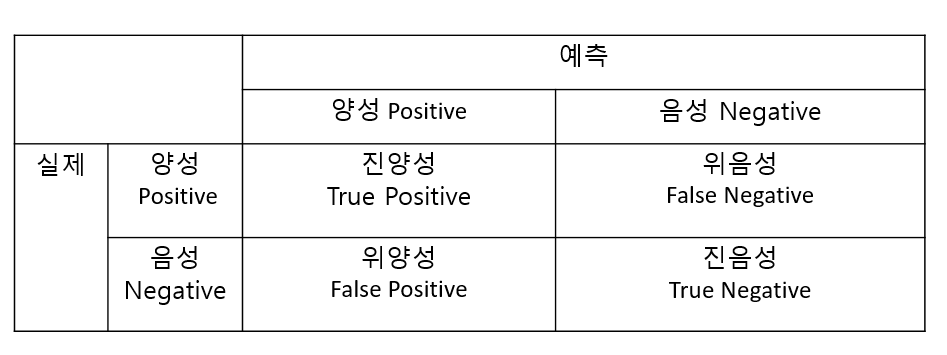 예측
양성 Positive
음성 Negative
실제
양성
Positive
진양성
True Positive
위음성
False Negative
음성
Negative
위양성
False Positive
진음성
True Negative